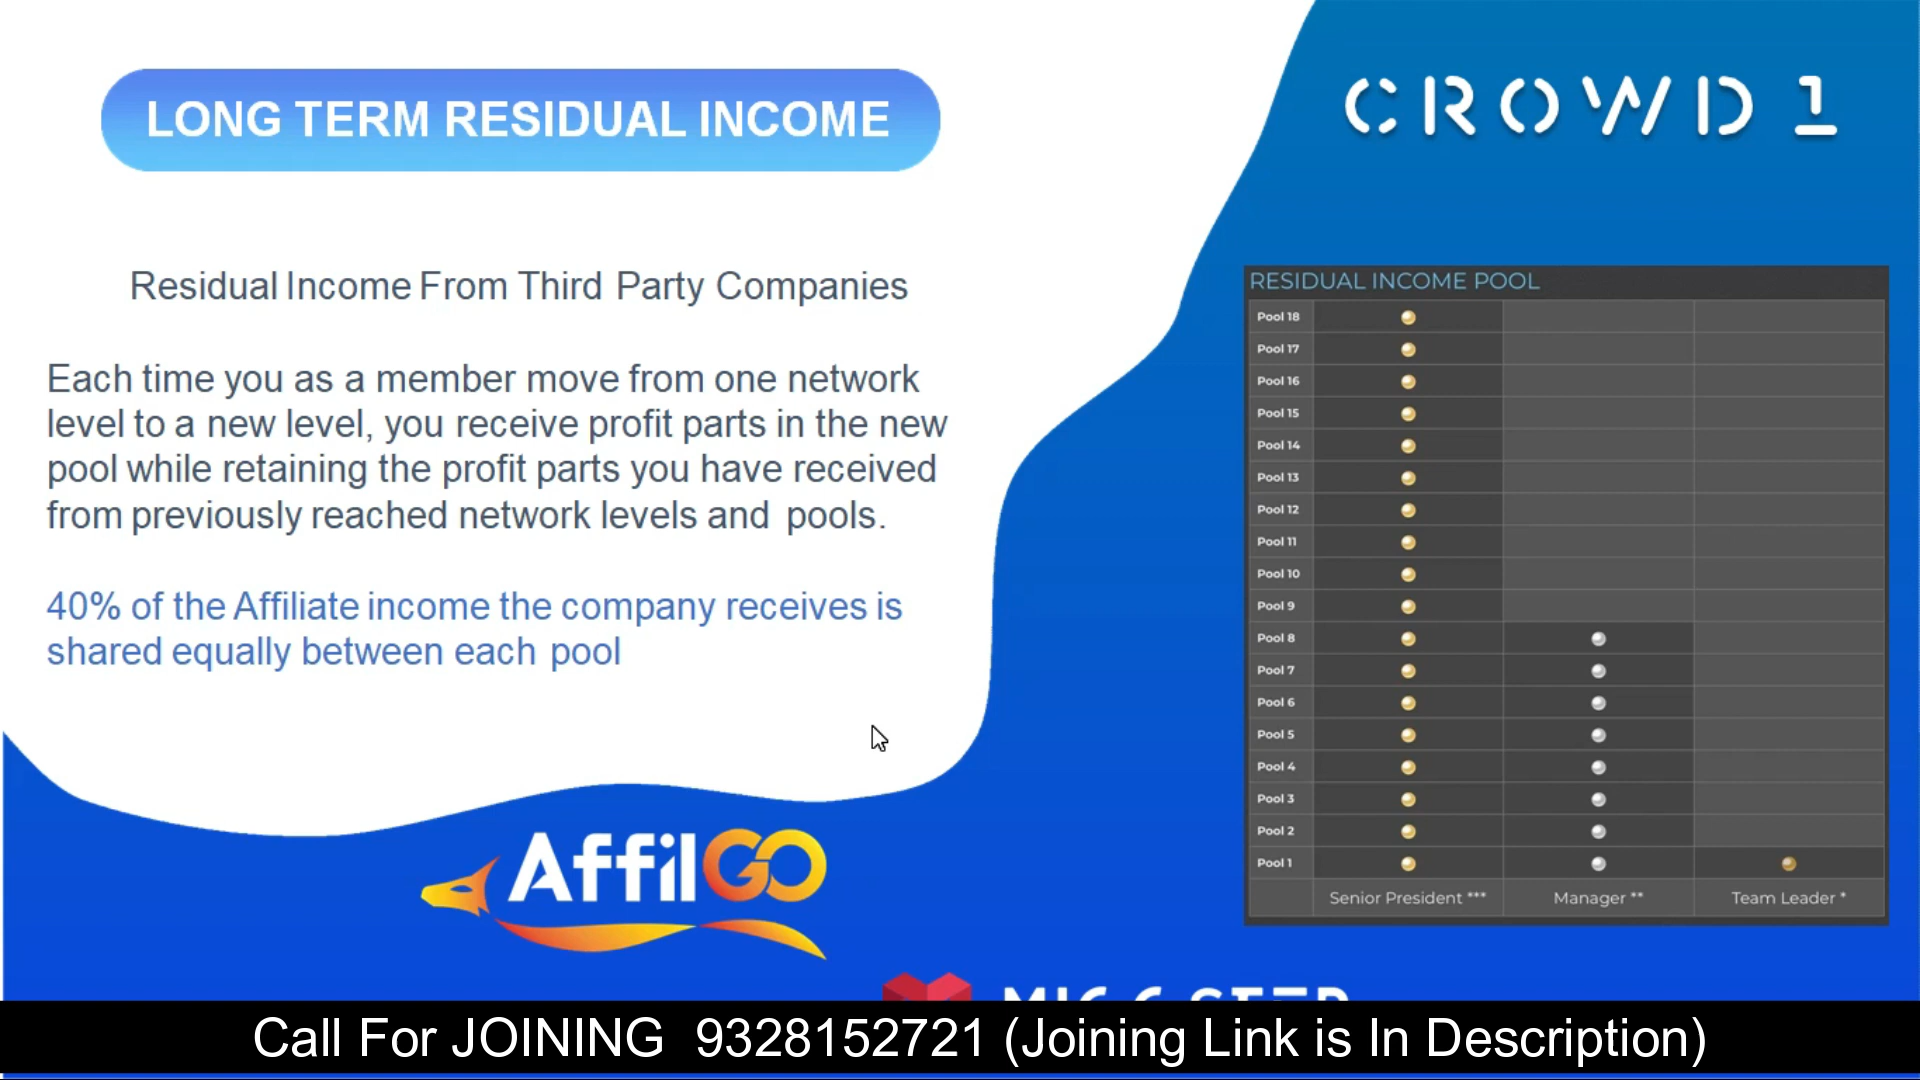 LONG TERM RESIDUAL INCOME
CROWD 1
Residual Income From Third Party Companies
Each time you as a member move from one network
level to a new level, you receive profit parts in the new
pool while retaining the profit parts you have received
from previously reached network levels and pools.
40% of the Affiliate income the company receives is
shared equally between each pool
RESIDUAL INCOME POOL
Pool 18
Pool 17
Pool 16
Pool 15
Pool 14
Pool 13
Pool 12
Pool 11
Pool 10
Pool 9
Pool 8
Pool 7
Pool 6
Pool 5
Pool 4
Pool 3
Pool 2
Pool 1
Senior President *** Manager ** Team Leader *
AffilGO
Call For JOINING 9328152721 (Joining Link is In Description)